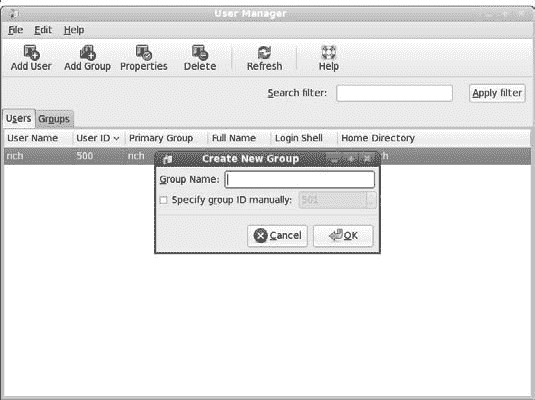 User Manager
File Edit Help
Add User Add Group Properties Delete Refresh Help
Search filter: Apply filter
Users Groups
User Name User ID Primary Group Full Name Login Shell Home Directory
rich 500 rich h
Create New Group
Group Name:
Specify group ID manually: 501
Cancel OK